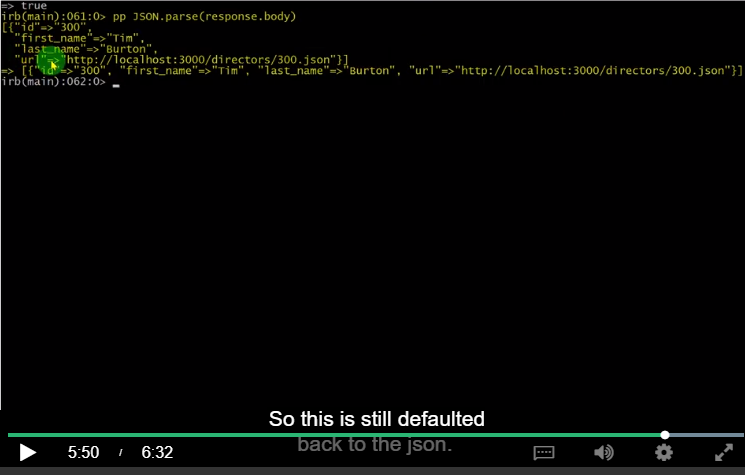 => true
irb(main):061:0> pp JSON.parse(response.body)
[{"id"=>"300",
"first_name"=>"Tim",
"last_name"=>"Burton",
"url"=>"http://localhost:3000/directors/300.json"}]
=> [{"id"=>"300", "first_name"=>"Tim", "last_name"=>"Burton", "url"=>"http://localhost:3000/directors/300.json"}]
irb(main):062:0>
So this is still defaulted
back to the json.
5:50 / 6:32